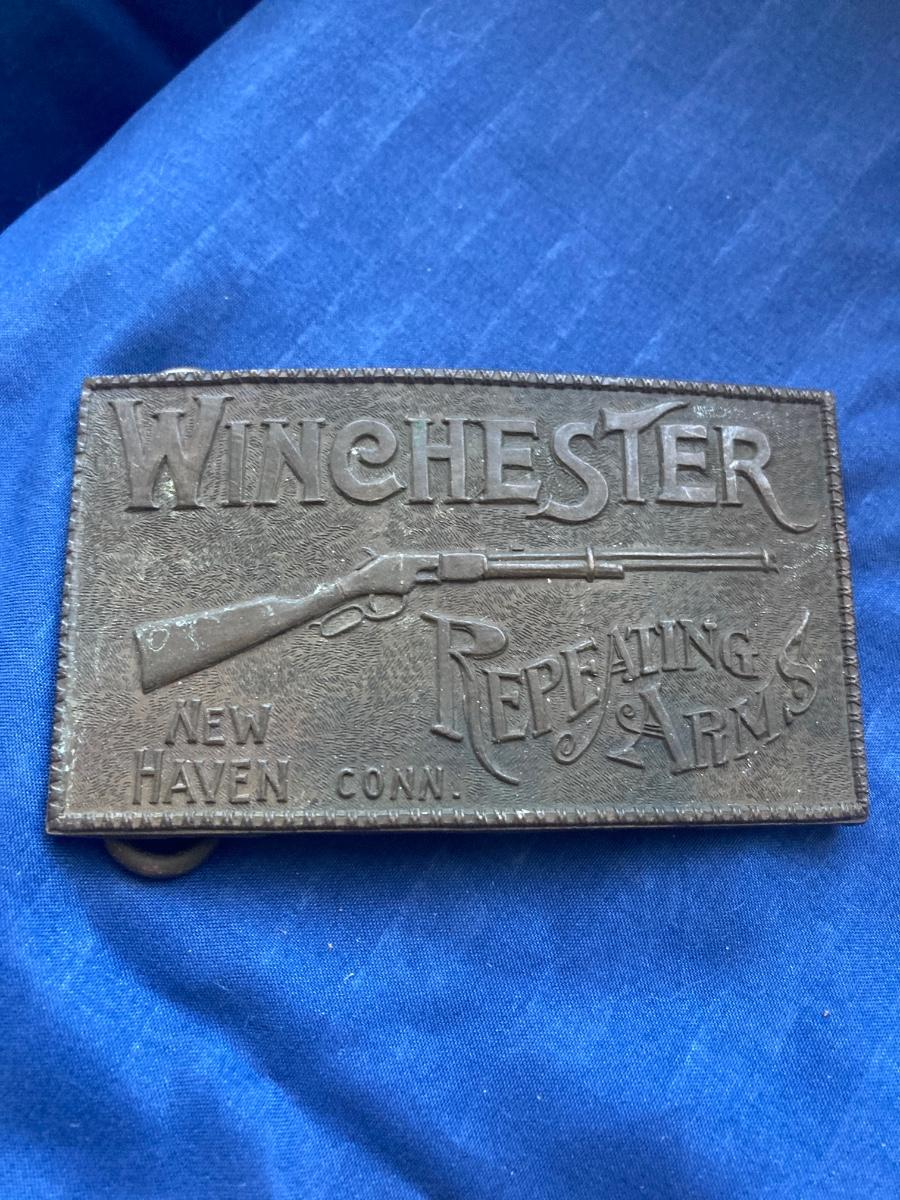 WINCHESTER
REPEATING
ARMS
NEW
HAVEN CONN.